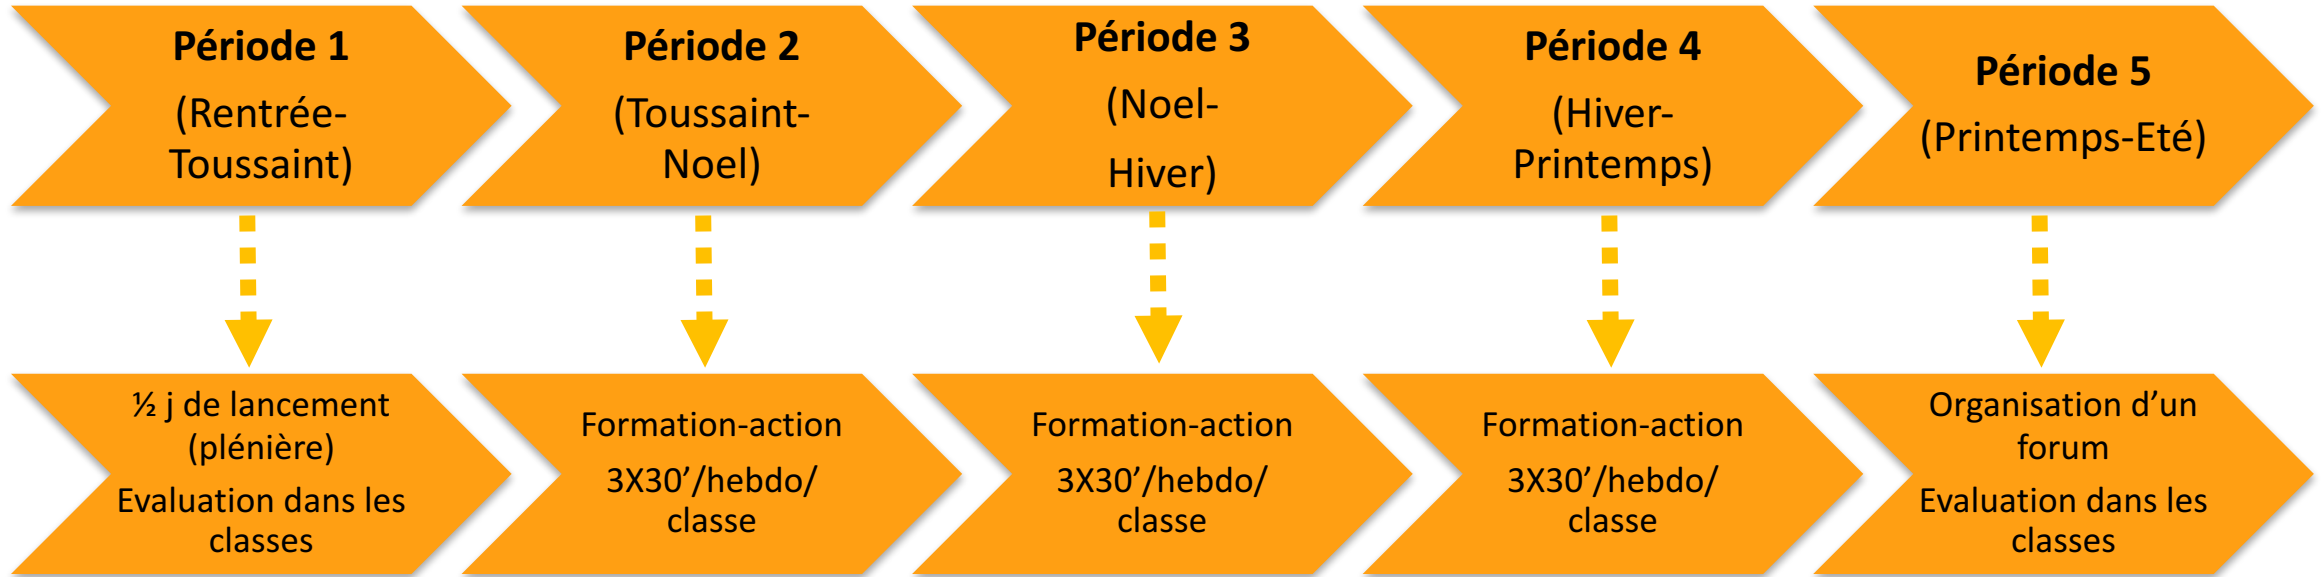 Période 1
(Rentrée-
Toussaint)
Période 2
(Toussaint-
Noel)
Période 3
(Noel-
Hiver)
Période 4
(Hiver-
Printemps)
Période 5
(Printemps-Eté)
½ j de lancement
(plénière)
Evaluation dans les
classes
Formation-action
3X30’/hebdo/
classe
Formation-action
3X30’/hebdo/
classe
Formation-action
3X30’/hebdo/
classe
Organisation d’un
forum
Evaluation dans les
classes